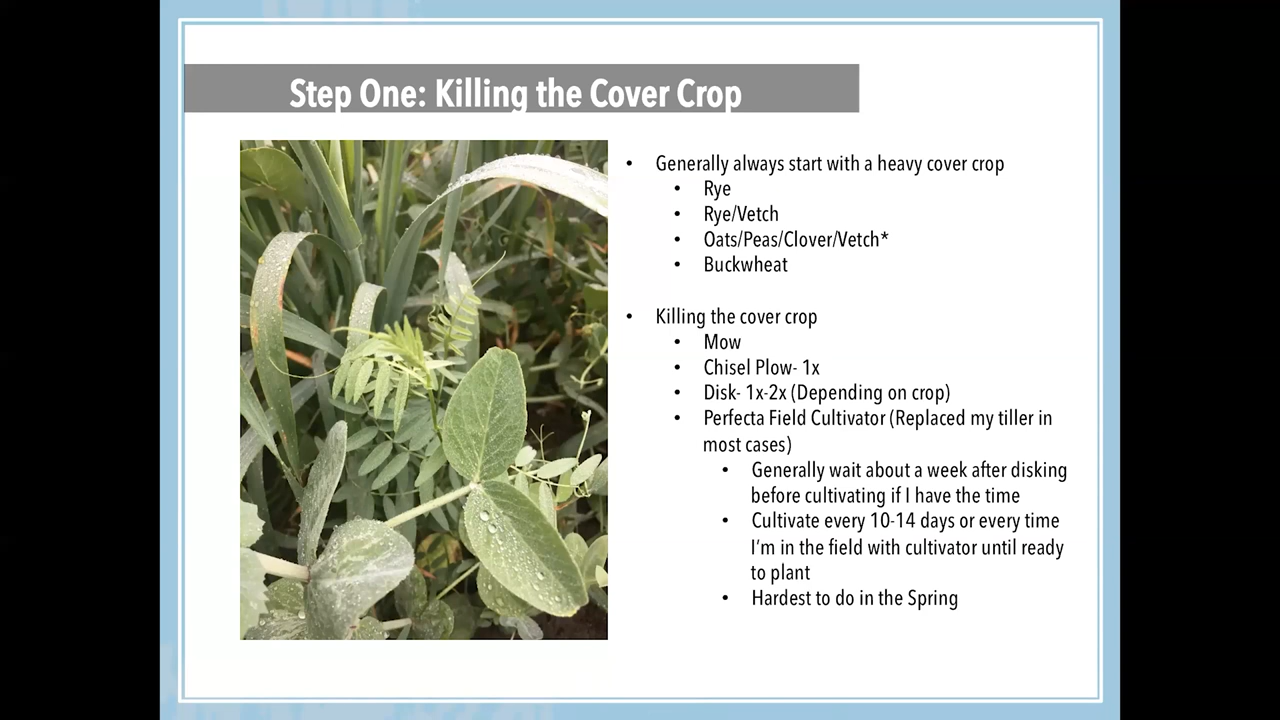 Step One: Killing the Cover Crop
• Generally always start with a heavy cover crop
• Rye
• Rye/Vetch
• Oats/Peas/Clover/Vetch*
• Buckwheat
• Killing the cover crop
• Mow
• Chisel Plow- 1x
• Disk- 1x-2x (Depending on crop)
• Perfecta Field Cultivator (Replaced my tiller in
most cases)
• Generally wait about a week after disking
before cultivating if I have the time
• Cultivate every 10-14 days or every time
I'm in the field with cultivator until ready
to plant
• Hardest to do in the Spring